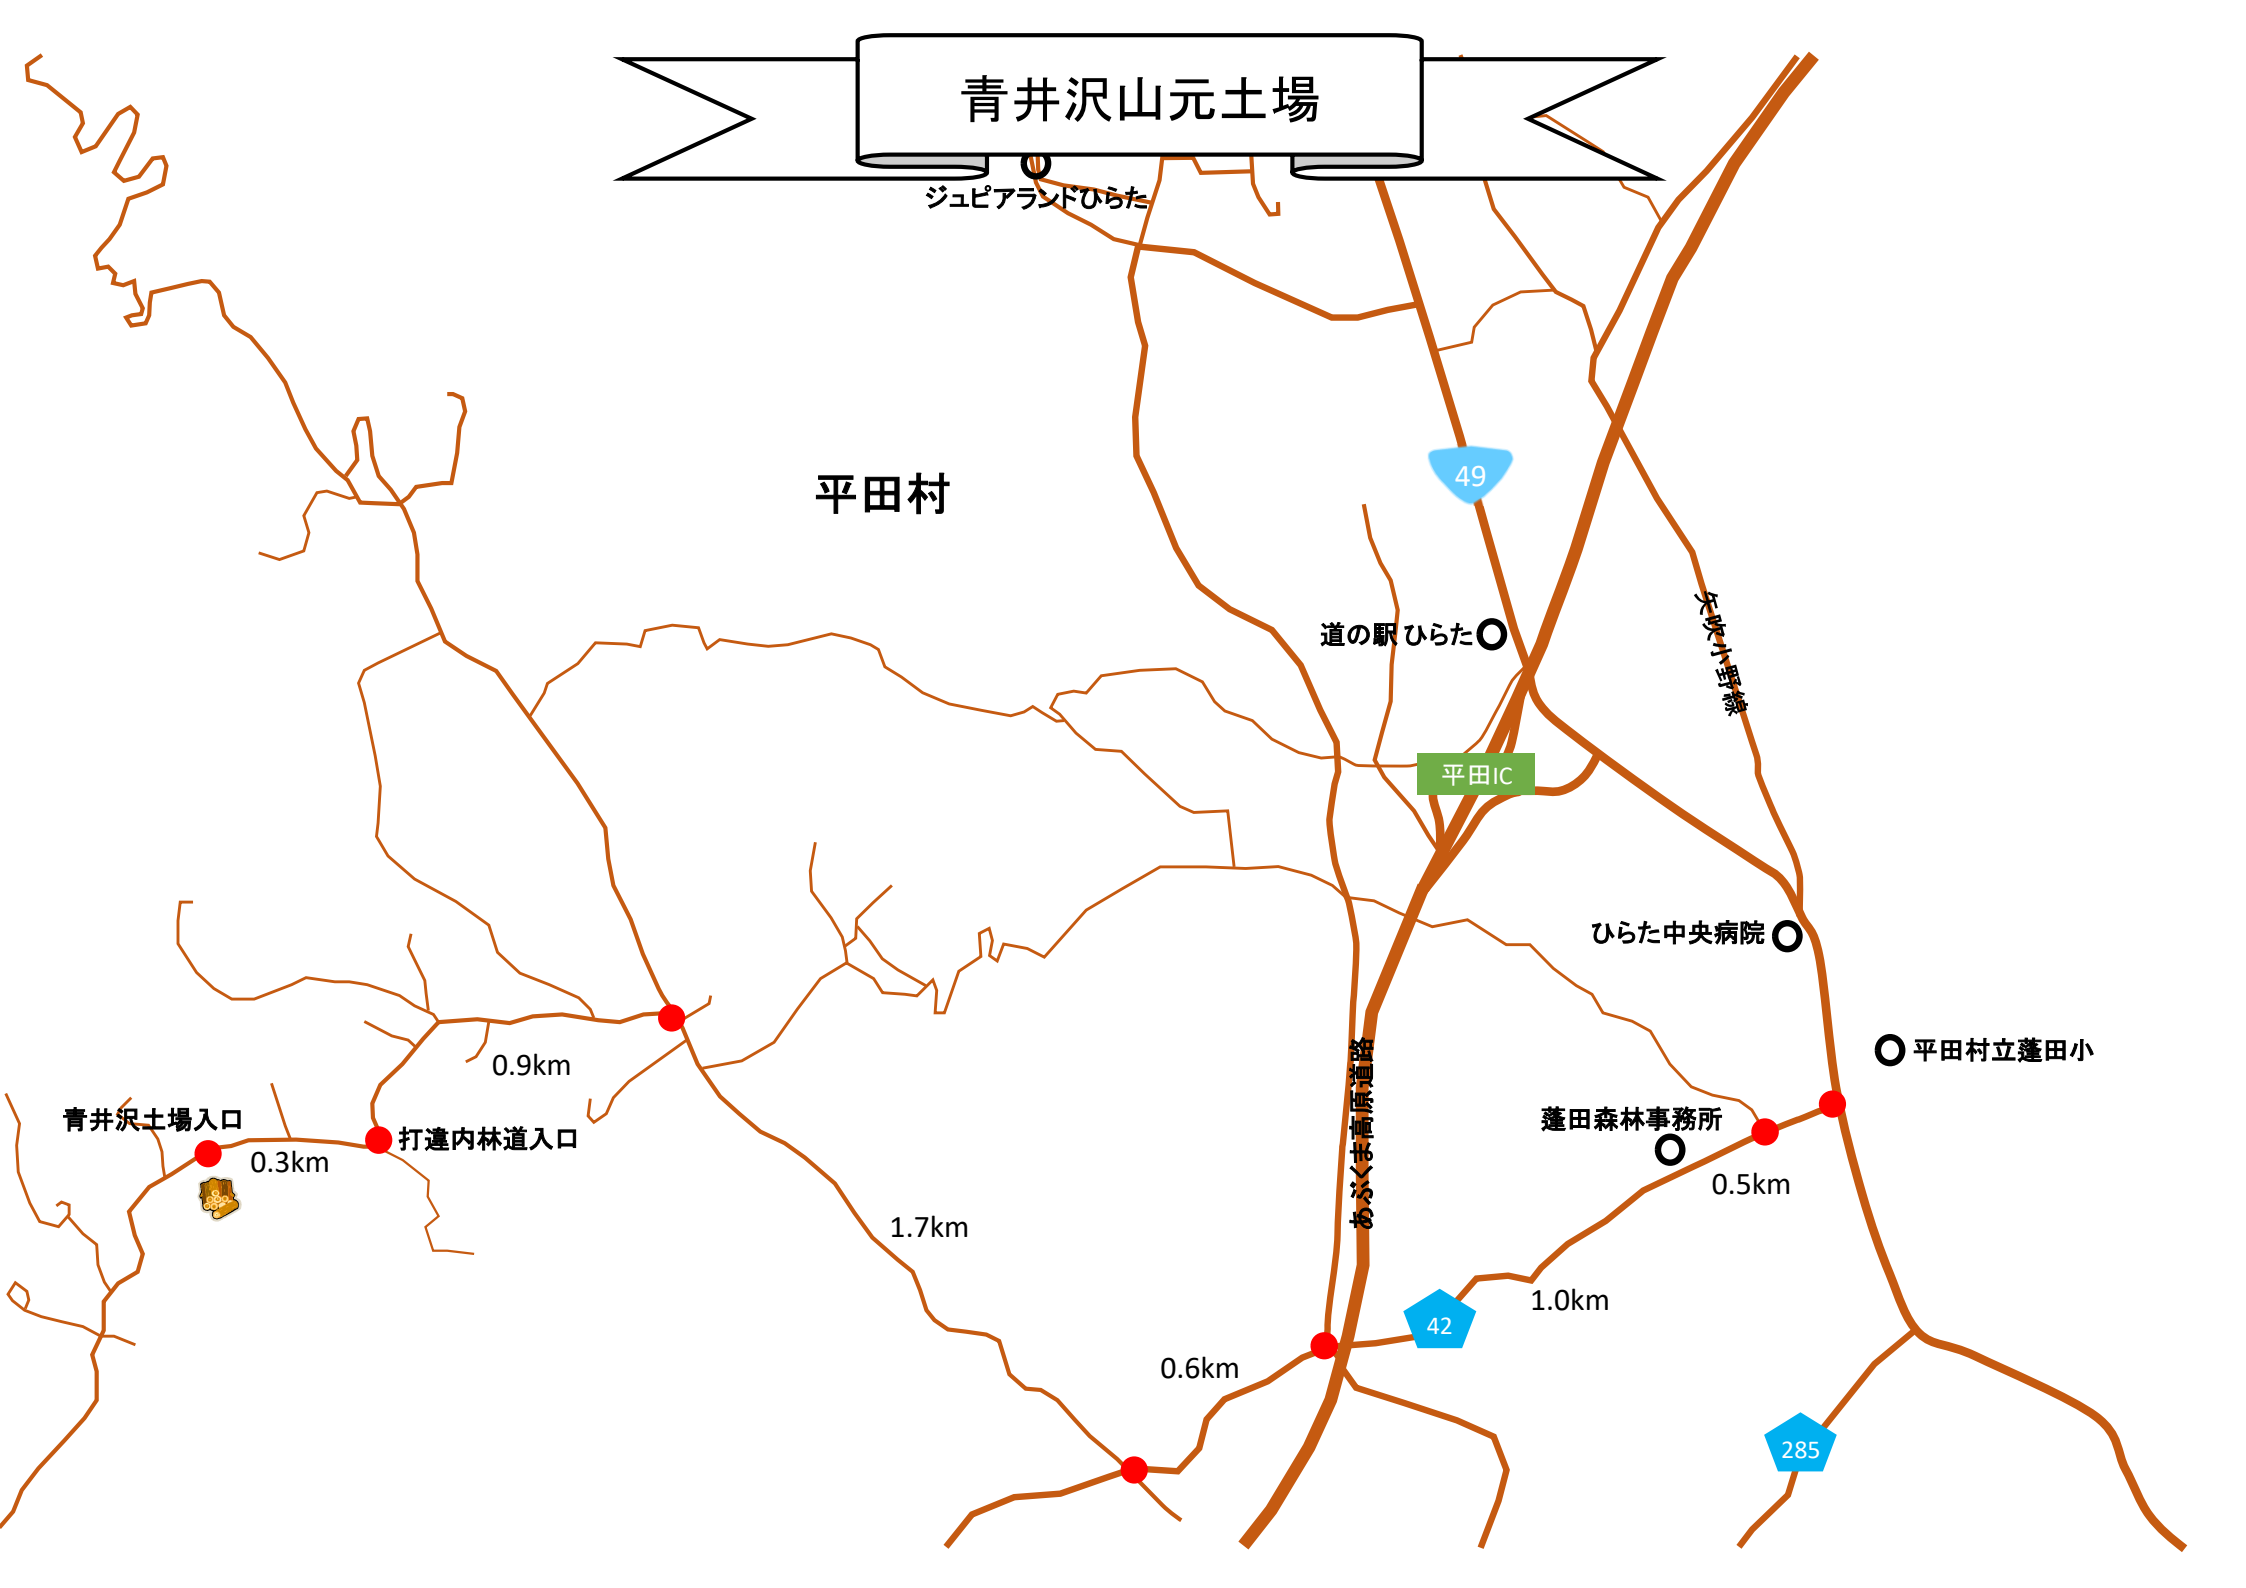 青井沢山元土場
ジュピアランドひらた
平田村
49
道の駅 ひらた
矢吹小野線
平田IC
ひらた中央病院
あぶくま高原道路
平田村立蓬田小
0.9km
青井沢土場入口
打違内林道入口
0.3km
蓬田森林事務所
0.5km
1.7km
1.0km
42
0.6km
285